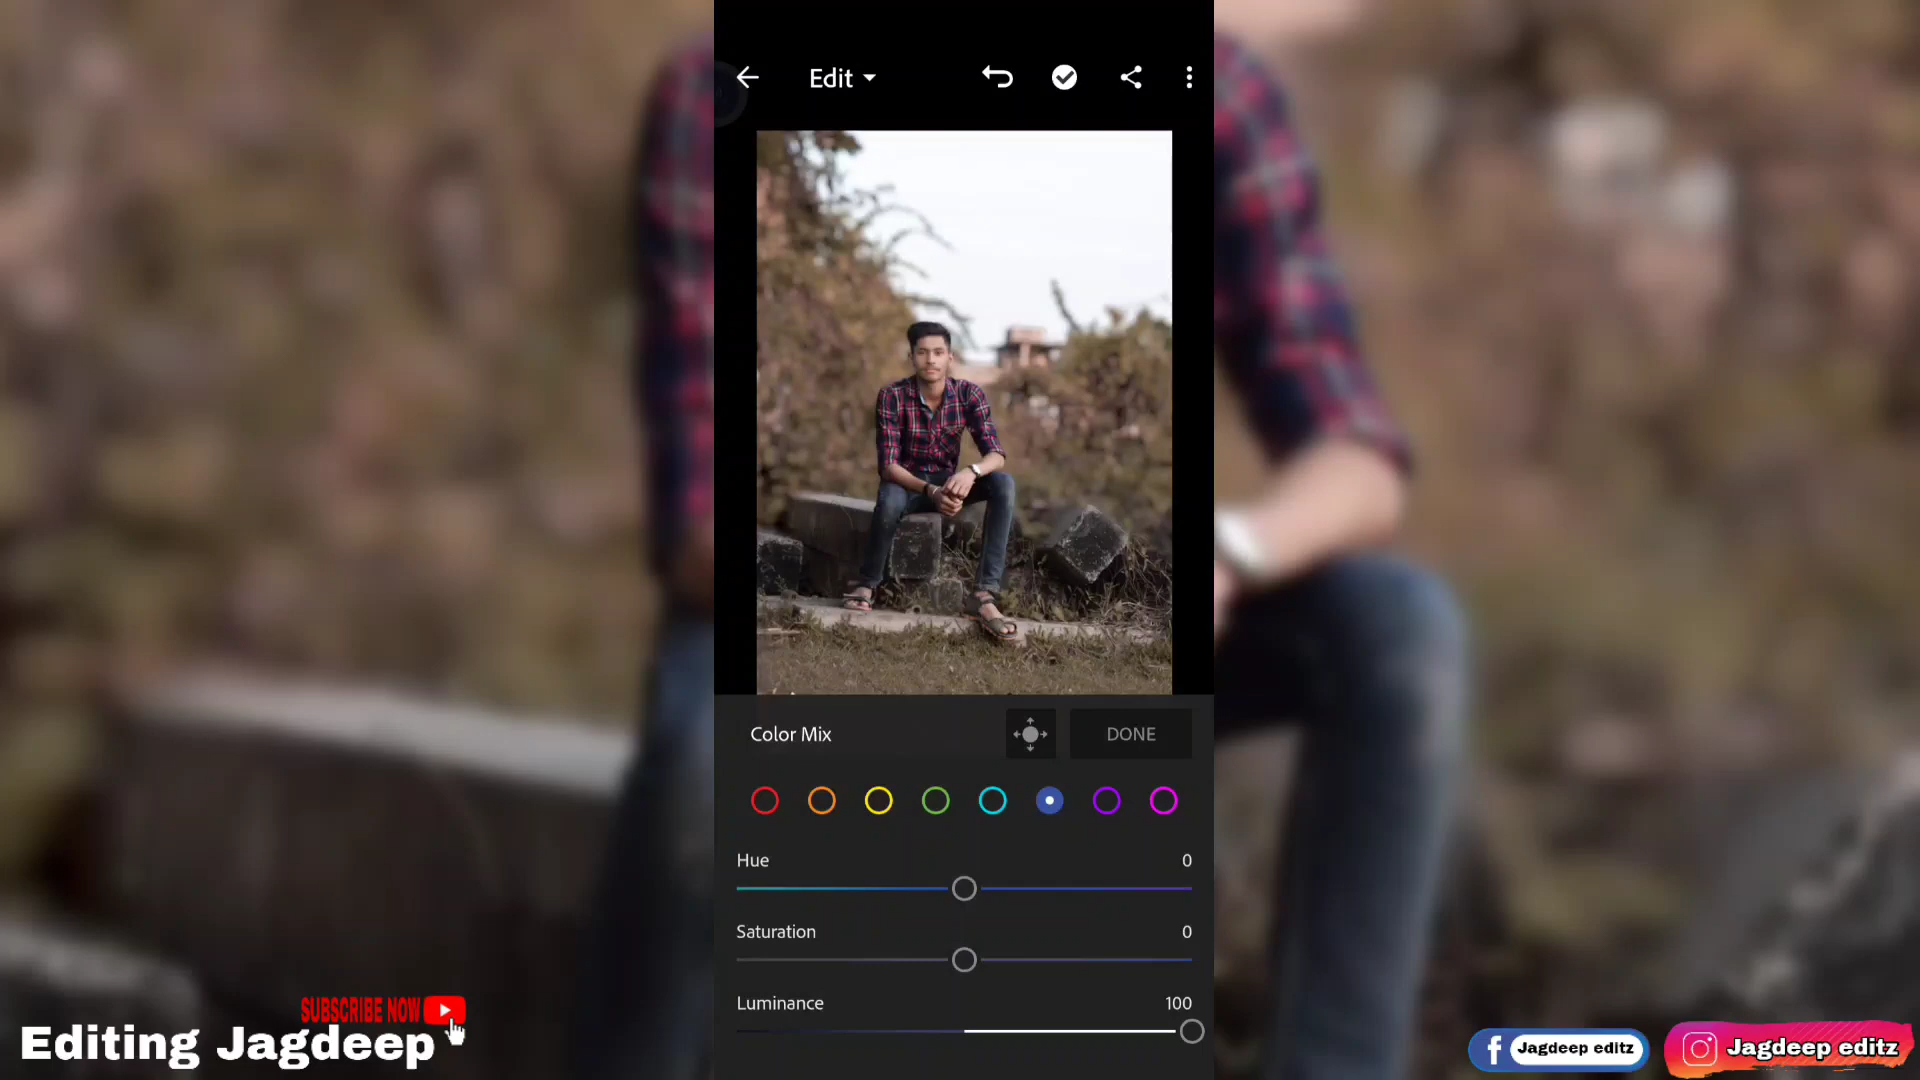 Edit
Color Mix
DONE
Hue 0
Saturation 0
Luminance 100
SUBSCRIBE NOW
Editing Jagdeep
f Jagdeep editz
Jagdeep editz